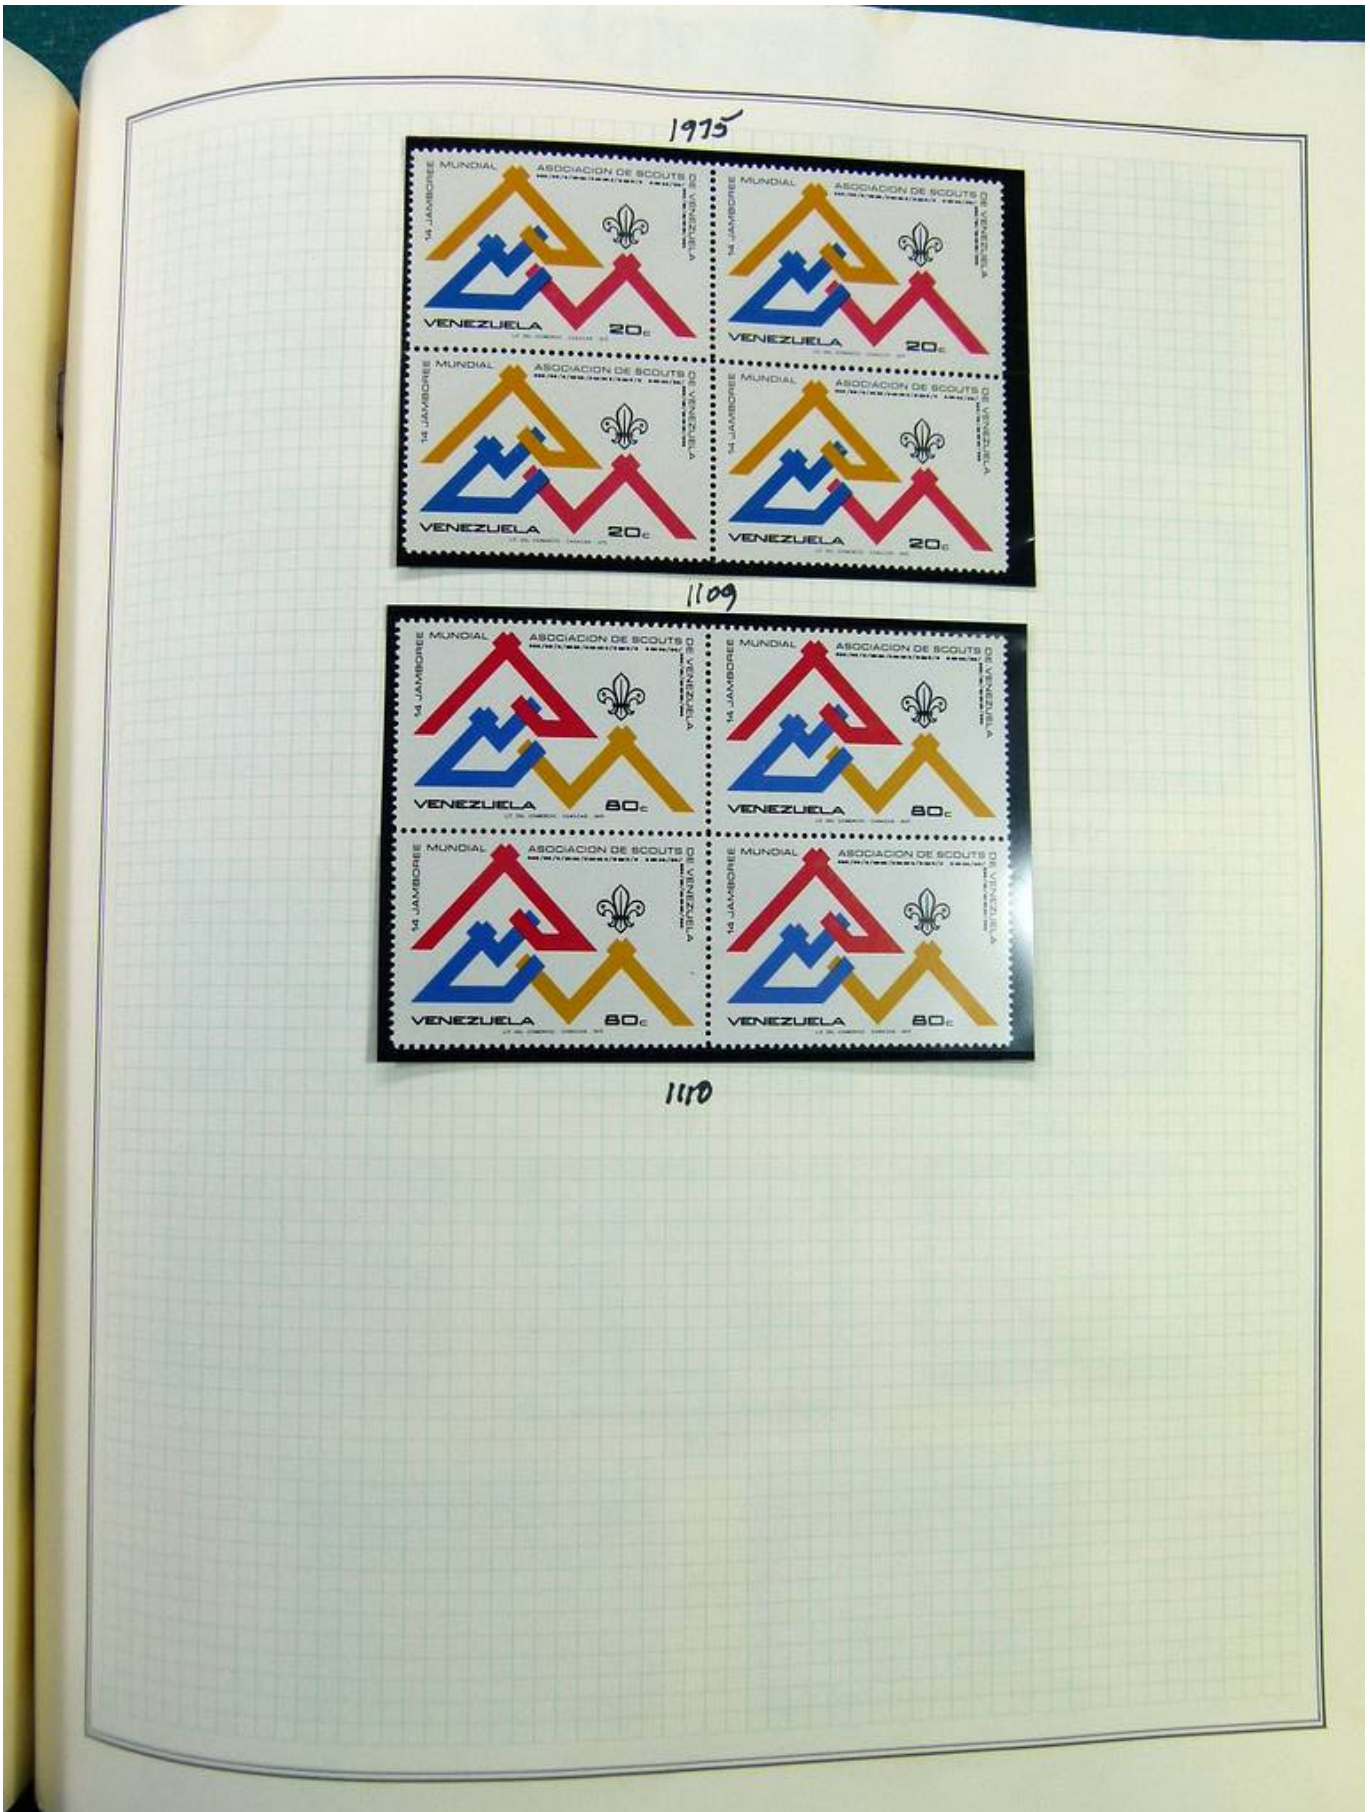 1975
14 JAMBOREE MUNDIAL ASOCIACION DE SCOUTS DE VENEZUELA
VENEZUELA 20c
14 JAMBOREE MUNDIAL ASOCIACION DE SCOUTS DE VENEZUELA
VENEZUELA 20c
14 JAMBOREE MUNDIAL ASOCIACION DE SCOUTS DE VENEZUELA
VENEZUELA 20c
14 JAMBOREE MUNDIAL ASOCIACION DE SCOUTS DE VENEZUELA
VENEZUELA 20c
1109
14 JAMBOREE MUNDIAL ASOCIACION DE SCOUTS DE VENEZUELA
VENEZUELA 80c
14 JAMBOREE MUNDIAL ASOCIACION DE SCOUTS DE VENEZUELA
VENEZUELA 80c
14 JAMBOREE MUNDIAL ASOCIACION DE SCOUTS DE VENEZUELA
VENEZUELA 80c
14 JAMBOREE MUNDIAL ASOCIACION DE SCOUTS DE VENEZUELA
VENEZUELA 80c
1110